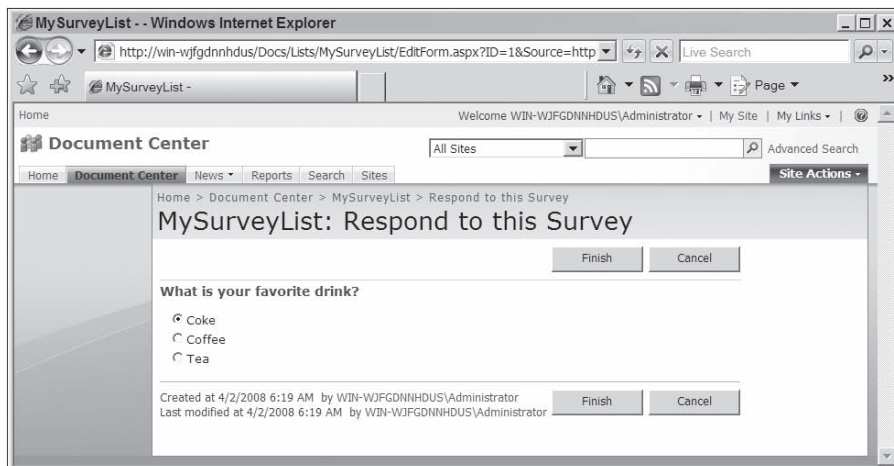 MySurveyList - - Windows Internet Explorer
http://win-wjfgdnnhdus/Docs/Lists/MySurveyList/EditForm.aspx?ID=1&Source=http
Live Search
MySurveyList -
Page
Home
Welcome WIN-WJFGDNNHDUS\Administrator | My Site | My Links |
Document Center
All Sites
Advanced Search
Home Document Center News Reports Search Sites
Site Actions
Home > Document Center > MySurveyList > Respond to this Survey
MySurveyList: Respond to this Survey
Finish Cancel
What is your favorite drink?
Coke
Coffee
Tea
Created at 4/2/2008 6:19 AM by WIN-WJFGDNNHDUS\Administrator
Last modified at 4/2/2008 6:19 AM by WIN-WJFGDNNHDUS\Administrator
Finish Cancel